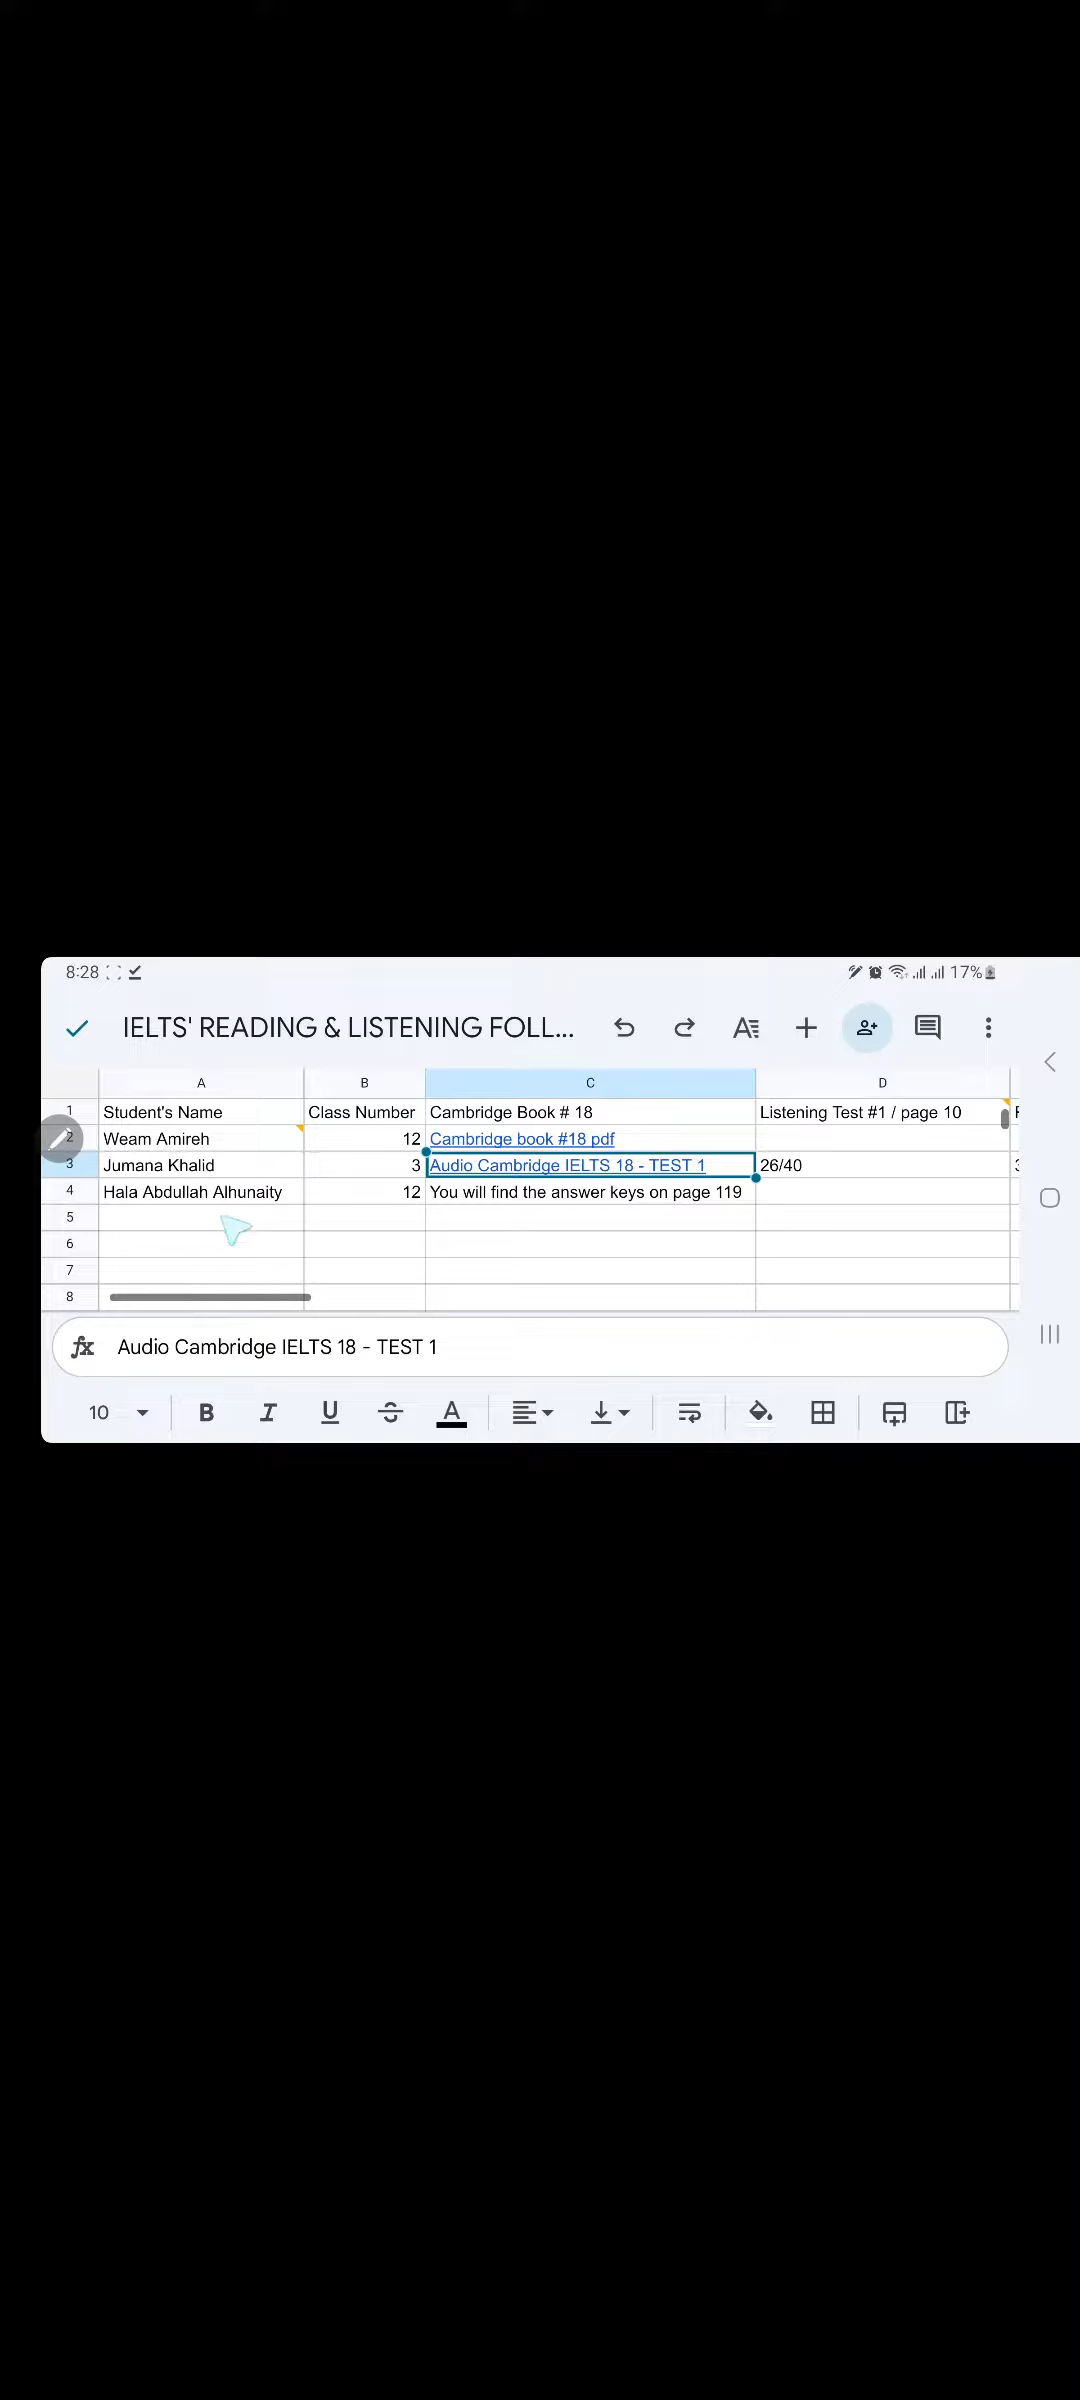 8:28 17%
IELTS' READING & LISTENING FOLL...
A B C D
1 Student's Name Class Number Cambridge Book # 18 Listening Test #1 / page 10
2 Weam Amireh 12 Cambridge book #18 pdf
3 Jumana Khalid 3 Audio Cambridge IELTS 18 - TEST 1 26/40
4 Hala Abdullah Alhunaity 12 You will find the answer keys on page 119
5
6
7
8
fx Audio Cambridge IELTS 18 - TEST 1
10 B I U S A